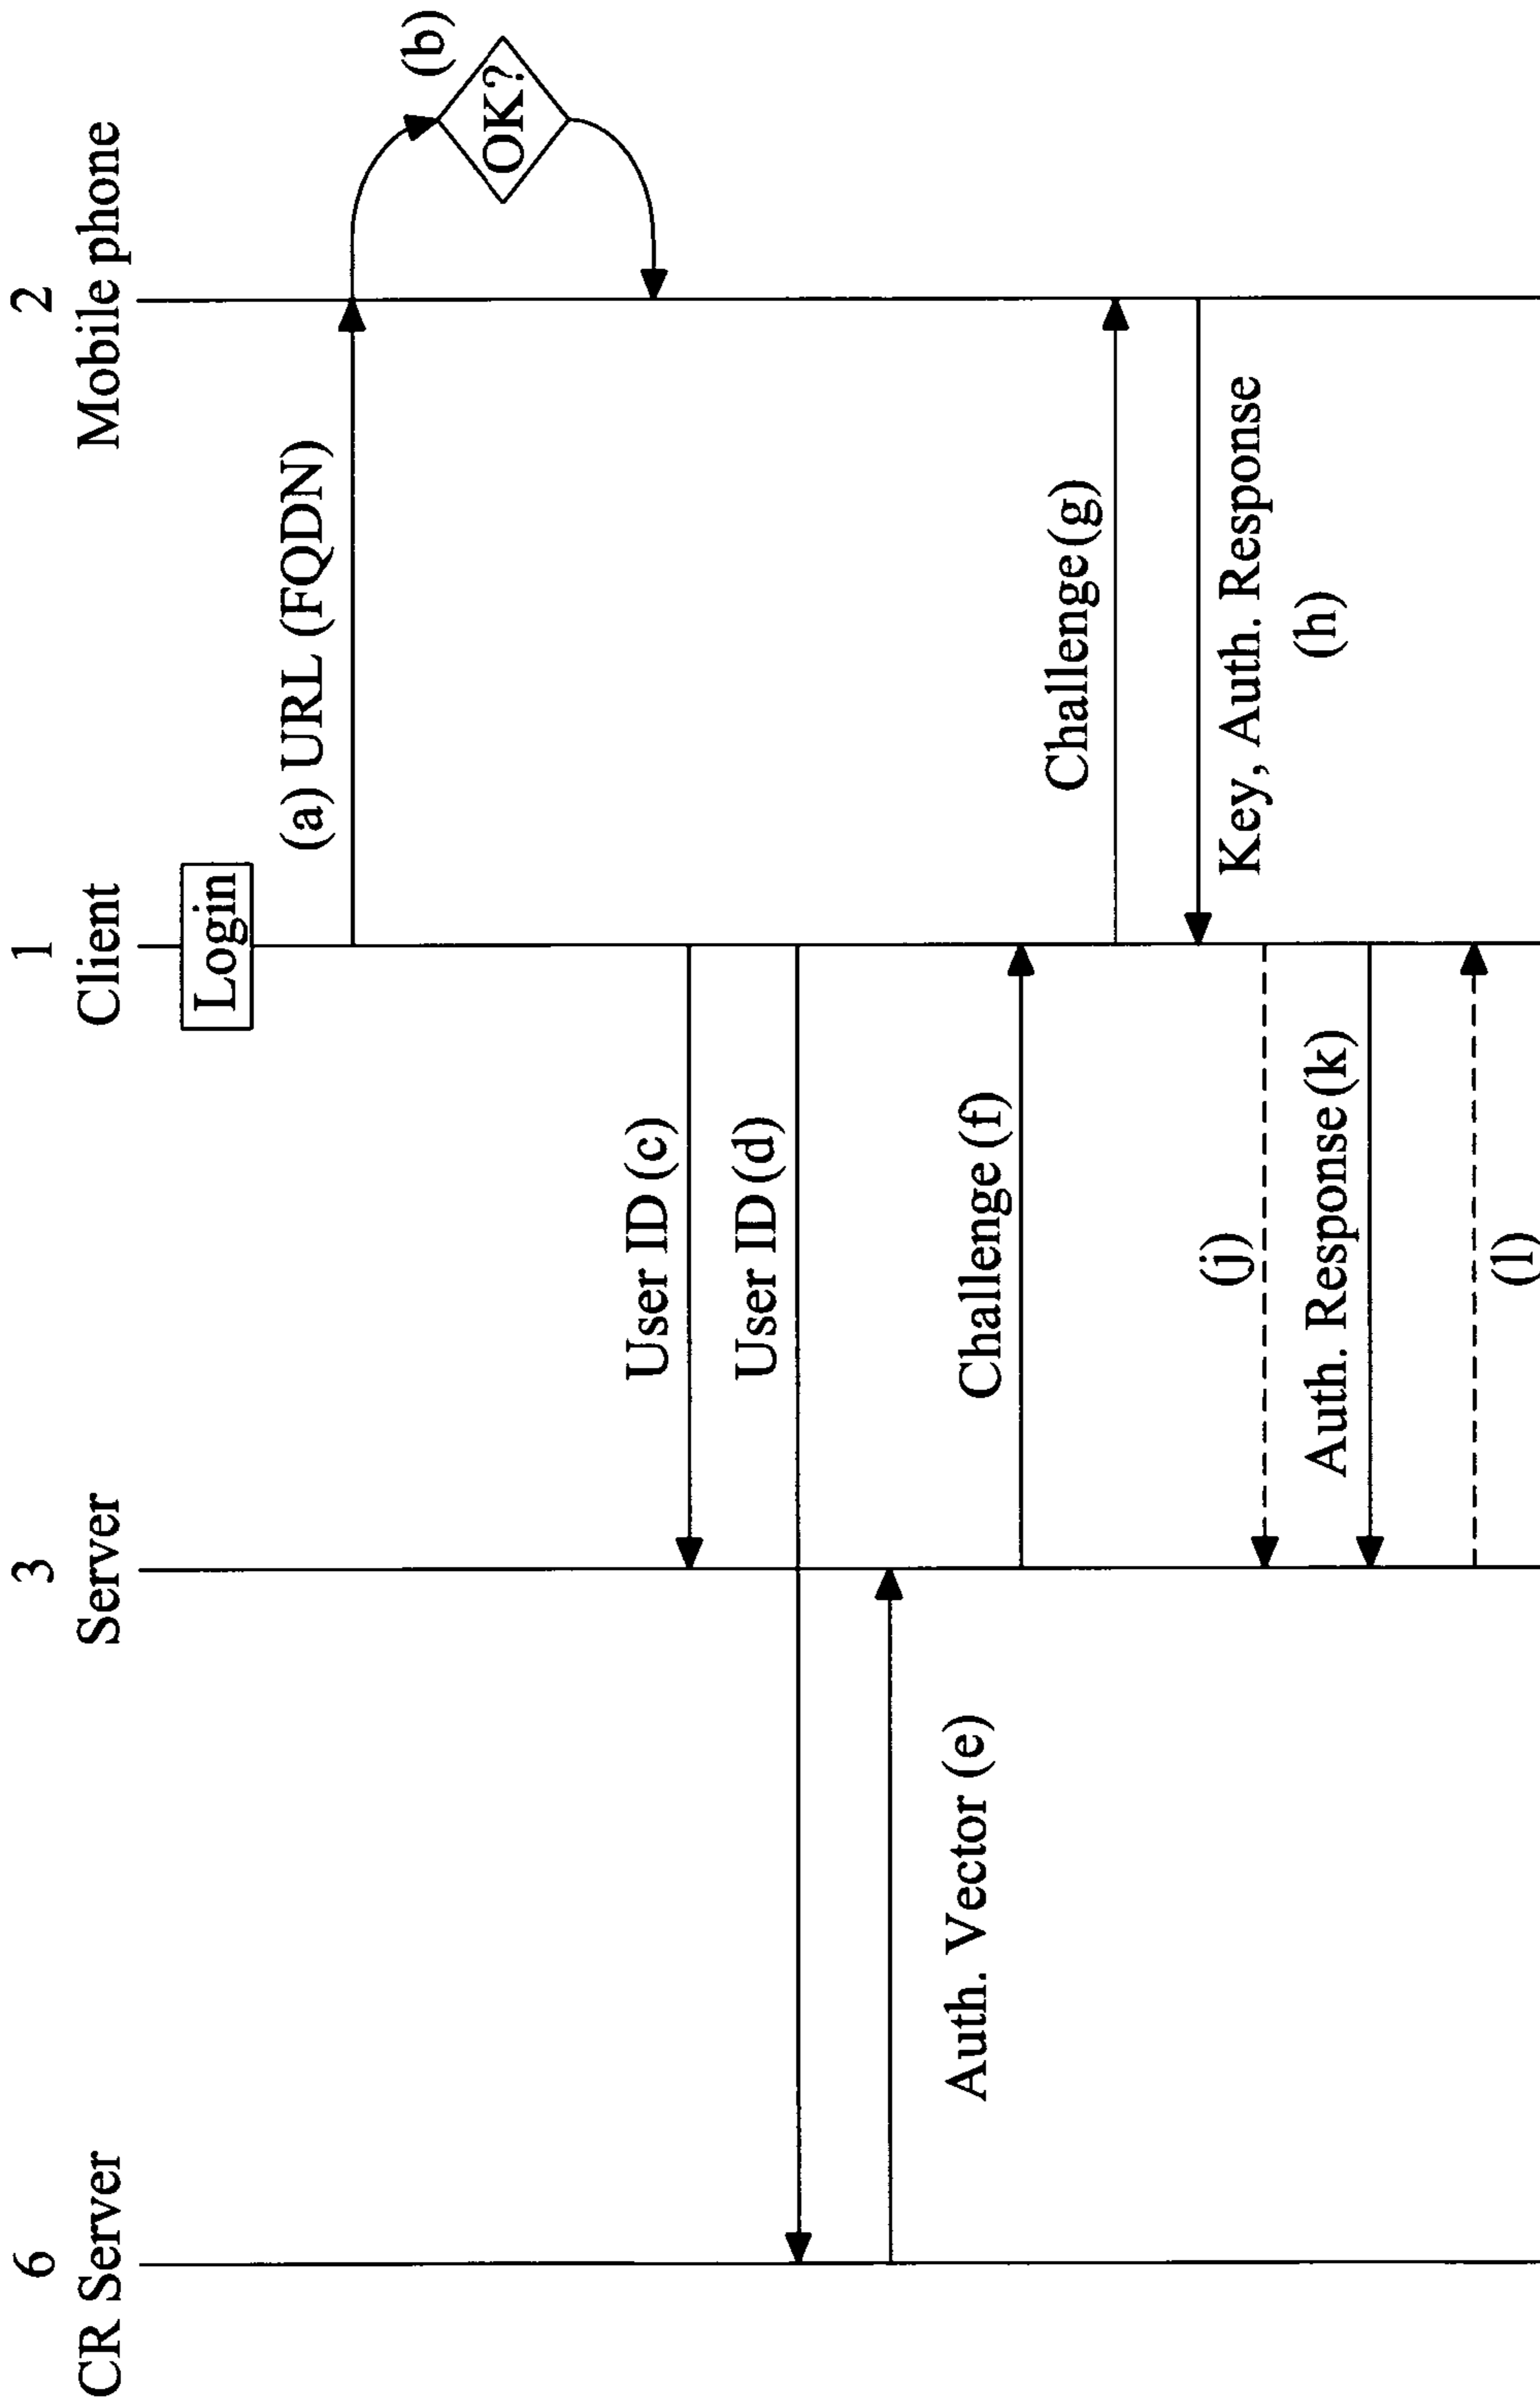 6
CR Server
3
Server
1
Client
2
Mobile phone
Login
(a) URL (FQDN)
(b)
OK?
User ID (c)
User ID (d)
Auth. Vector (e)
Challenge (f)
Challenge (g)
Key, Auth. Response
(h)
(j)
Auth. Response (k)
(l)